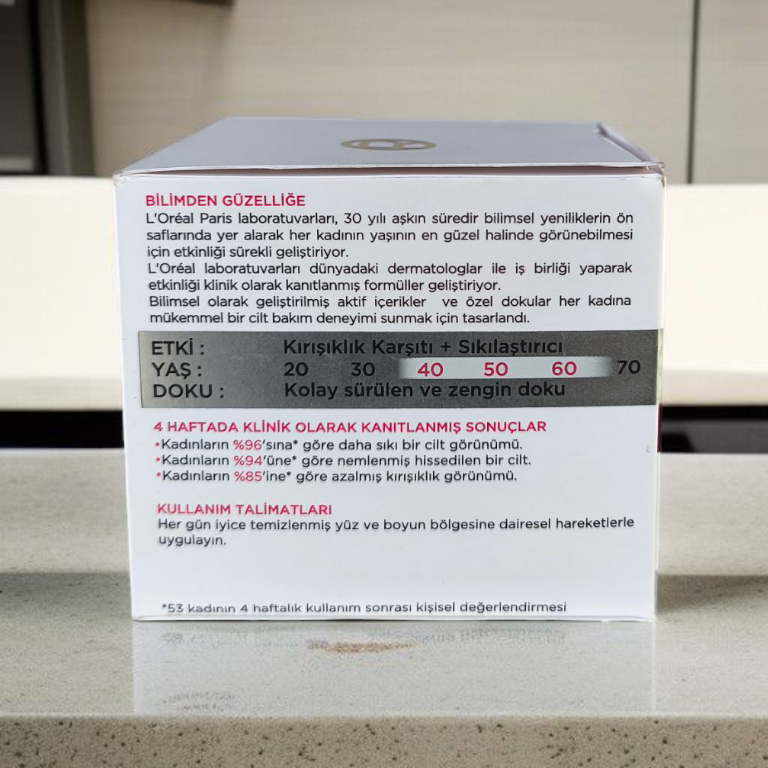 BİLİMDEN GÜZELLİĞE
L'Oréal Paris laboratuvarları, 30 yılı aşkın süredir bilimsel yeniliklerin ön
saflarında yer alarak her kadının yaşının en güzel halinde görünebilmesi
için etkinliği sürekli geliştiriyor.
L'Oréal laboratuvarları dünyadaki dermatologlar ile iş birliği yaparak
etkinliği klinik olarak kanıtlanmış formüller geliştiriyor.
Bilimsel olarak geliştirilmiş aktif içerikler ve özel dokular her kadına
mükemmel bir cilt bakım deneyimi sunmak için tasarlandı.
ETKİ : Kırışıklık Karşıtı + Sıkılaştırıcı
YAŞ : 20 30 40 50 60 70
DOKU : Kolay sürülen ve zengin doku
4 HAFTADA KLİNİK OLARAK KANITLANMIŞ SONUÇLAR
•Kadınların %96'sına* göre daha sıkı bir cilt görünümü.
•Kadınların %94'üne* göre nemlenmiş hissedilen bir cilt.
•Kadınların %85'ine* göre azalmış kırışıklık görünümü.
KULLANIM TALİMATLARI
Her gün iyice temizlenmiş yüz ve boyun bölgesine dairesel hareketlerle
uygulayın.
*53 kadının 4 haftalık kullanım sonrası kişisel değerlendirmesi